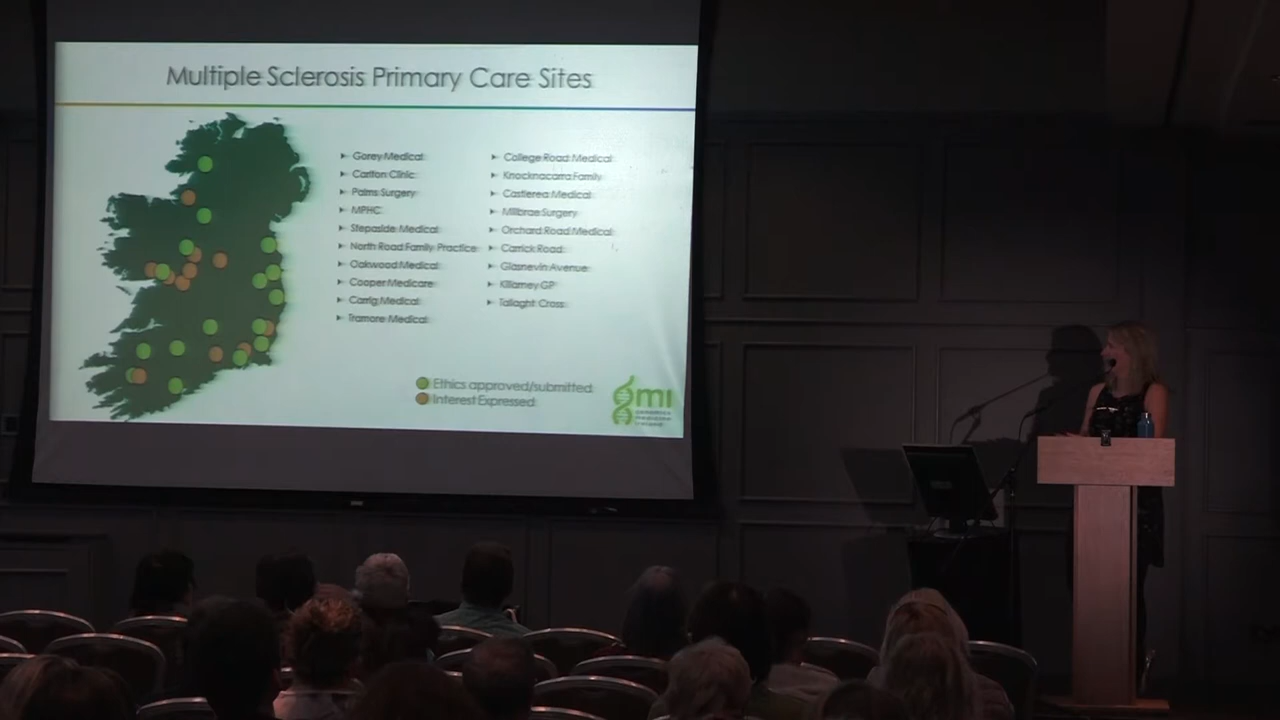 Multiple Sclerosis Primary Care Sites
Gorey Medical
Carlton Clinic
Palms Surgery
MPHC
Stepaside Medical
North Road Family Practice
Oakwood Medical
Cooper Medicare
Carrig Medical
Tramore Medical
College Road Medical
Knocknacarra Family
Castlerea Medical
Millbrae Surgery
Orchard Road Medical
Carrick Road
Glasnevin Avenue
Killarney GP
Tallaght Cross
Ethics approved/submitted
Interest Expressed
gmi